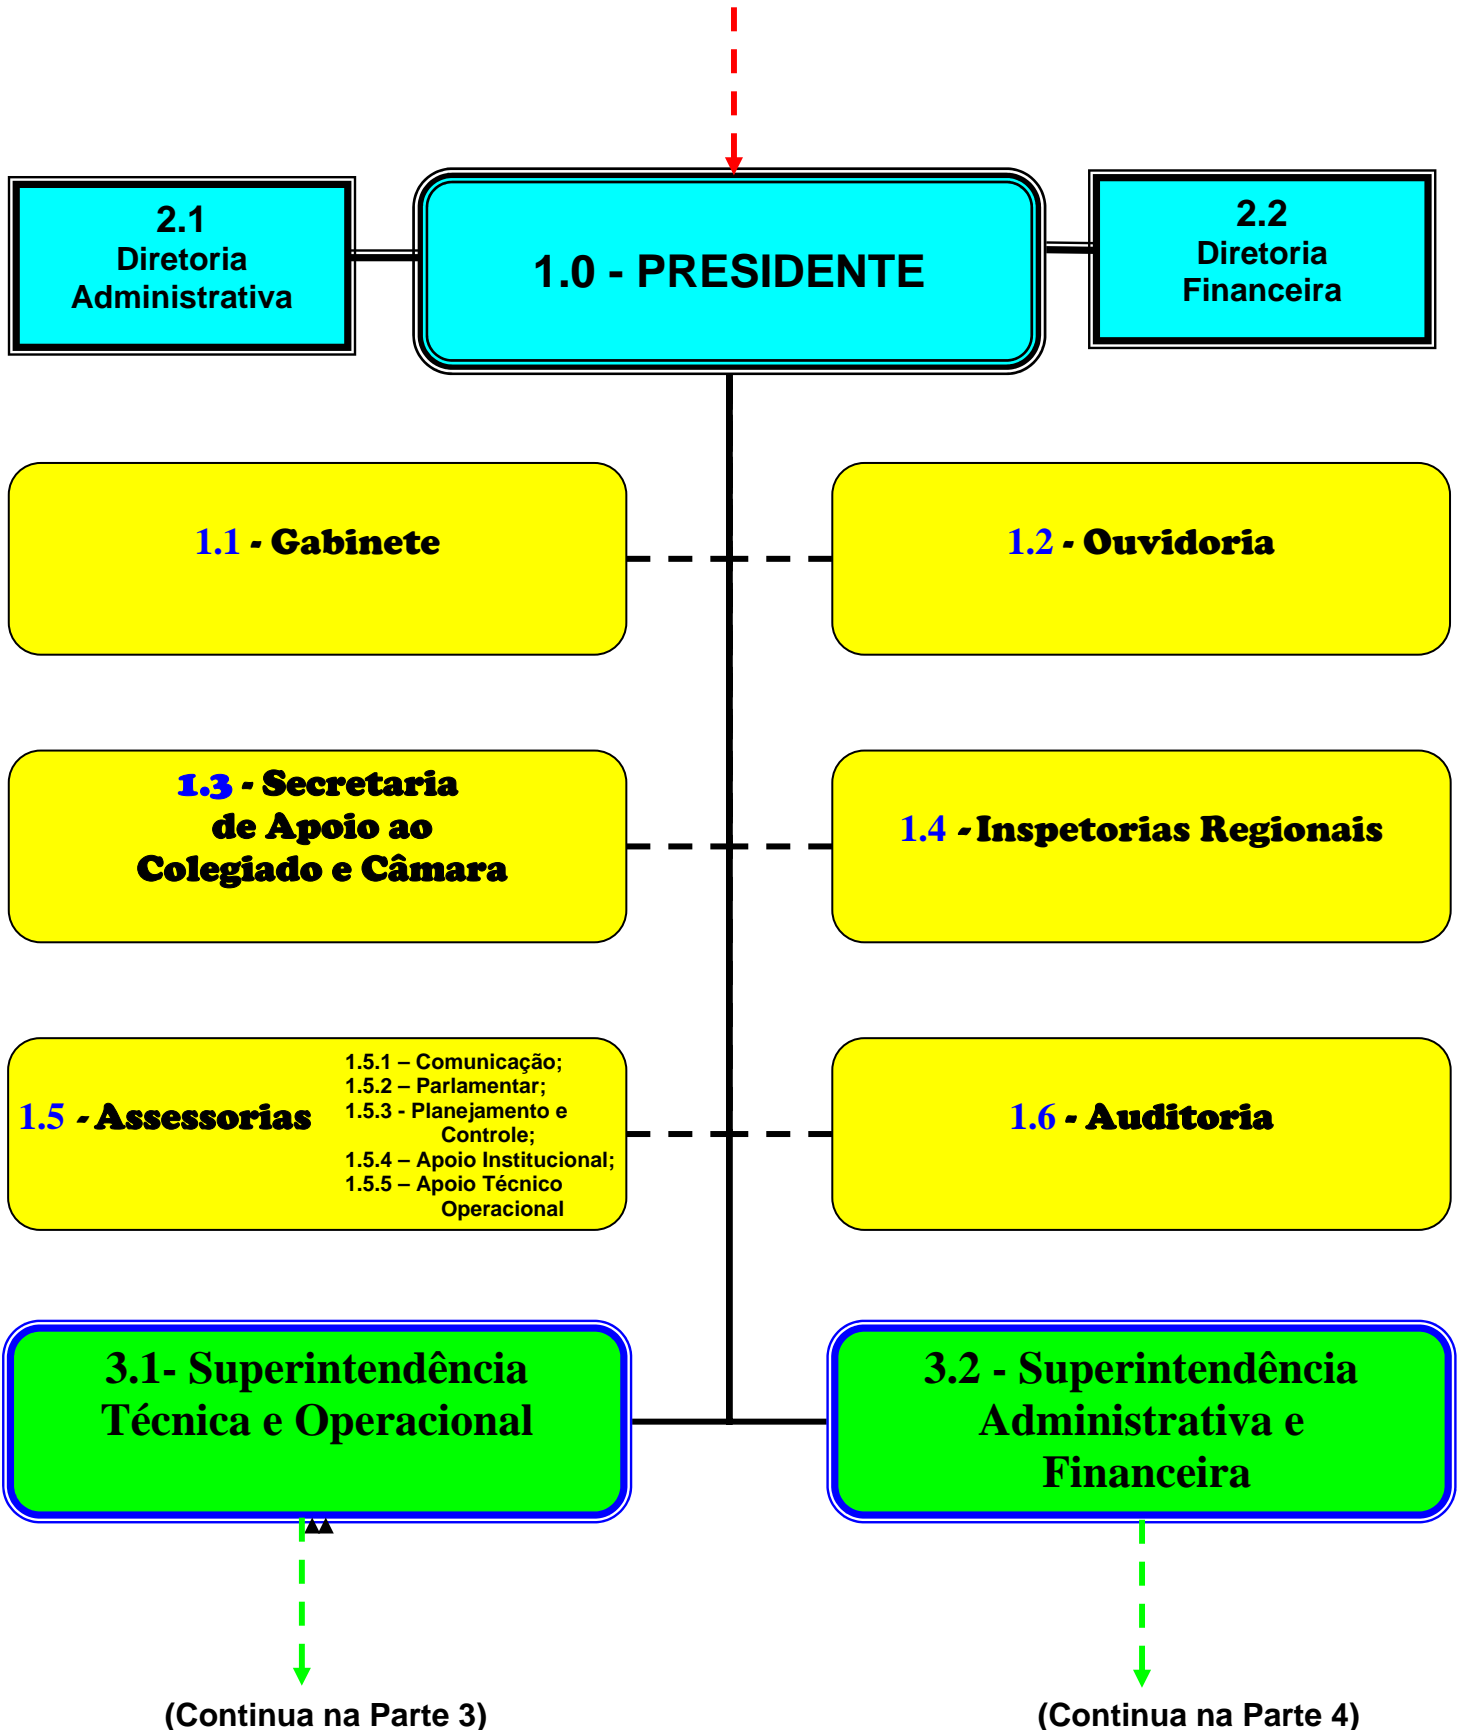 2.1
Diretoria
Administrativa
1.0 - PRESIDENTE
2.2
Diretoria
Financeira
1.1 - Gabinete
1.2 - Ouvidoria
1.3 - Secretaria
de Apoio ao
Colegiado e Câmara
1.4 - Inspetorias Regionais
1.5 - Assessorias
1.5.1 – Comunicação;
1.5.2 – Parlamentar;
1.5.3 - Planejamento e
Controle;
1.5.4 – Apoio Institucional;
1.5.5 – Apoio Técnico
Operacional
1.6 - Auditoria
3.1- Superintendência
Técnica e Operacional
3.2 - Superintendência
Administrativa e
Financeira
(Continua na Parte 3)
(Continua na Parte 4)